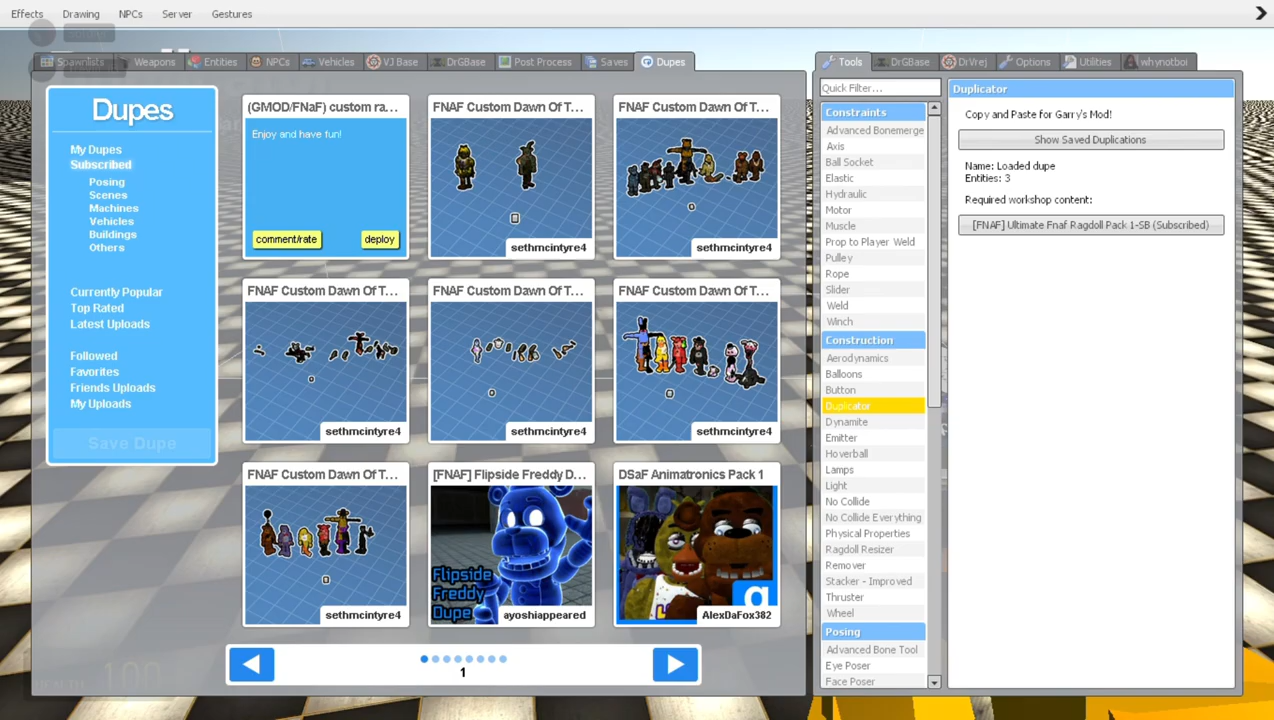 Effects Drawing NPCs Server Gestures
Spawnlists Weapons Entities NPCs Vehicles VJ Base DrGBase Post Process Saves Dupes
Dupes
My Dupes
Subscribed
Posing
Scenes
Machines
Vehicles
Buildings
Others
Currently Popular
Top Rated
Latest Uploads
Followed
Favorites
Friends Uploads
My Uploads
Save Dupe
(GMOD/FNaF) custom ra...
Enjoy and have fun!
comment/rate deploy
FNAF Custom Dawn Of T...
sethmcintyre4
FNAF Custom Dawn Of T...
sethmcintyre4
FNAF Custom Dawn Of T...
sethmcintyre4
FNAF Custom Dawn Of T...
sethmcintyre4
FNAF Custom Dawn Of T...
sethmcintyre4
FNAF Custom Dawn Of T...
sethmcintyre4
[FNAF] Flipside Freddy D...
Flipside
Freddy
Dupe
ayoshiappeared
DSaF Animatronics Pack 1
g
AlexDaFox382
1
Tools DrGBase DrVrej Options Utilities whynotboi
Quick Filter...
Constraints
Advanced Bonemerge
Axis
Ball Socket
Elastic
Hydraulic
Motor
Muscle
Prop to Player Weld
Pulley
Rope
Slider
Weld
Winch
Construction
Aerodynamics
Balloons
Button
Duplicator
Dynamite
Emitter
Hoverball
Lamps
Light
No Collide
No Collide Everything
Physical Properties
Ragdoll Resizer
Remover
Stacker - Improved
Thruster
Wheel
Posing
Advanced Bone Tool
Eye Poser
Face Poser
Duplicator
Copy and Paste for Garry's Mod!
Show Saved Duplications
Name: Loaded dupe
Entities: 3
Required workshop content:
[FNAF] Ultimate Fnaf Ragdoll Pack 1-SB (Subscribed)